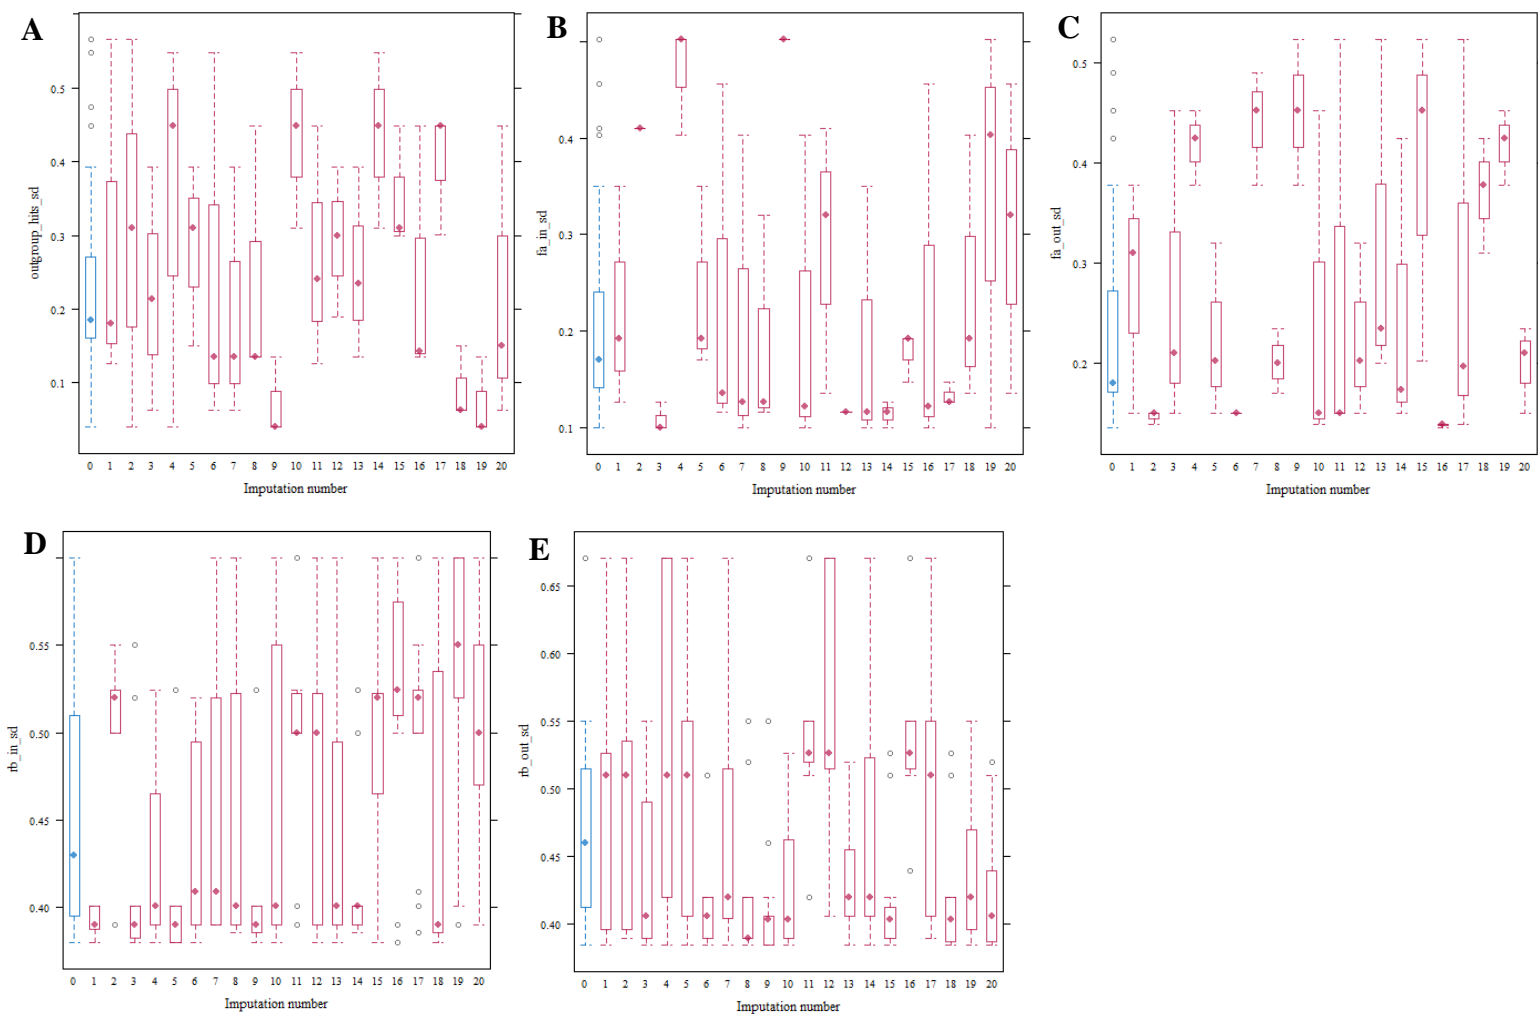 A
outgroup_hits_sd
0.5
0.4
0.3
0.2
0.1
0 1 2 3 4 5 6 7 8 9 10 11 12 13 14 15 16 17 18 19 20
Imputation number
B
fa_in_sd
0.4
0.3
0.2
0.1
0 1 2 3 4 5 6 7 8 9 10 11 12 13 14 15 16 17 18 19 20
Imputation number
C
fa_out_sd
0.5
0.4
0.3
0.2
0 1 2 3 4 5 6 7 8 9 10 11 12 13 14 15 16 17 18 19 20
Imputation number
D
rb_in_sd
0.55
0.50
0.45
0.40
0 1 2 3 4 5 6 7 8 9 10 11 12 13 14 15 16 17 18 19 20
Imputation number
E
rb_out_sd
0.65
0.60
0.55
0.50
0.45
0.40
0 1 2 3 4 5 6 7 8 9 10 11 12 13 14 15 16 17 18 19 20
Imputation number